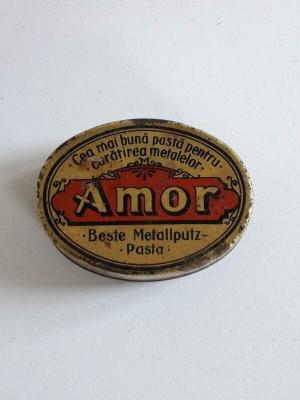 · Cea mai bună pastă pentru ·
curățirea metalelor.
Amor
· Beste Metallputz-
· Pasta ·